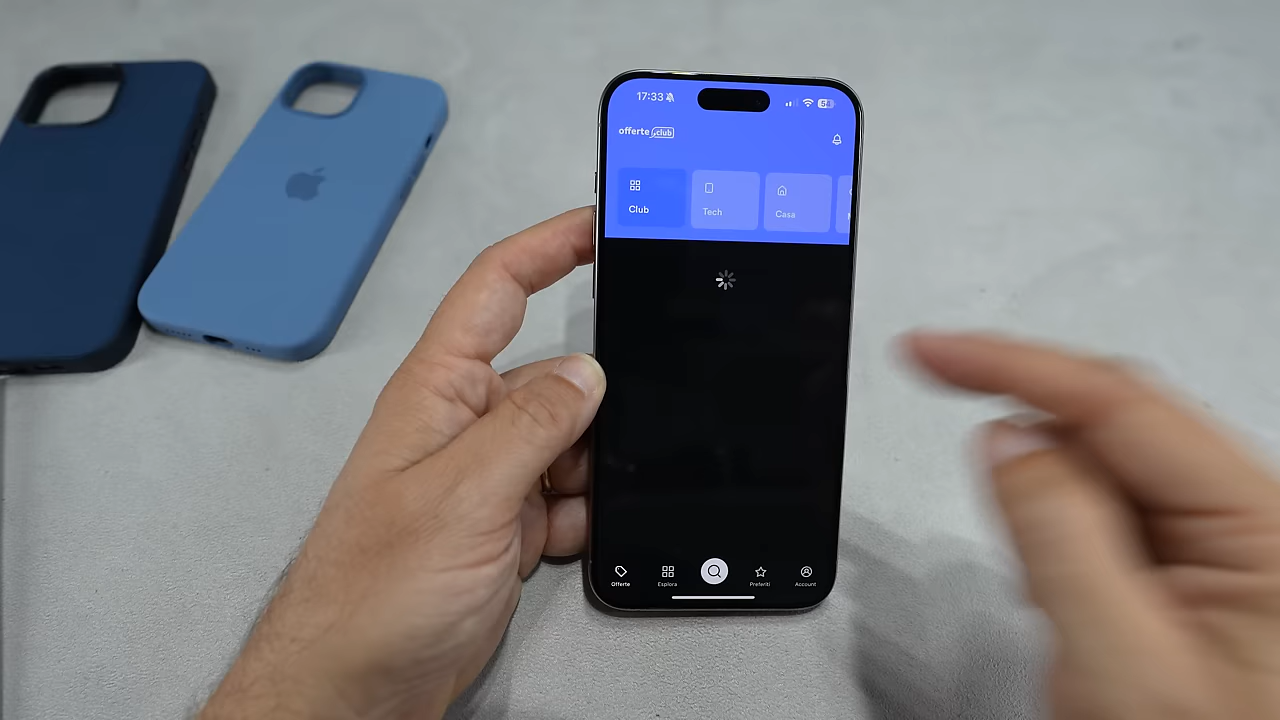 17:33
offerte club
Club
Tech
Casa
Offerte
Esplora
Preferiti
Account